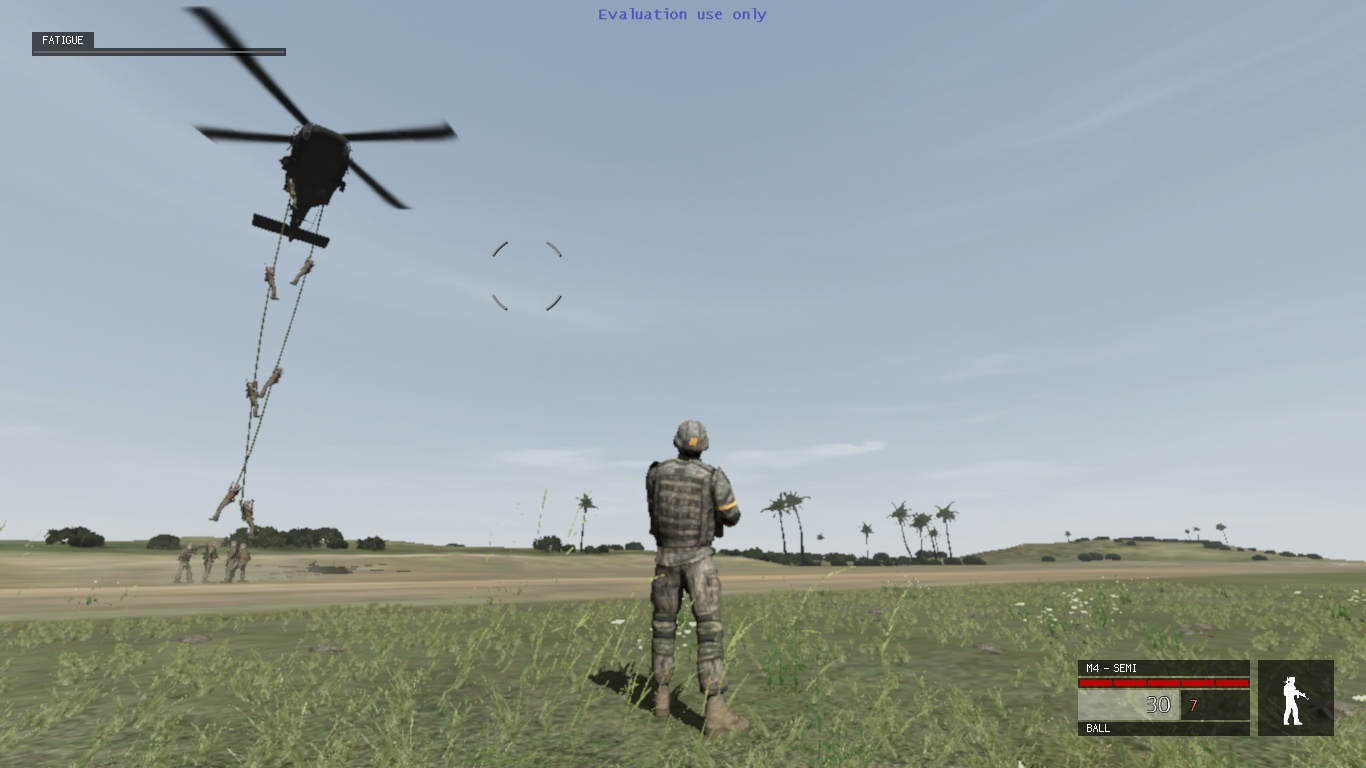 Evaluation use only
FATIGUE
M4 - SEMI
30 7
BALL